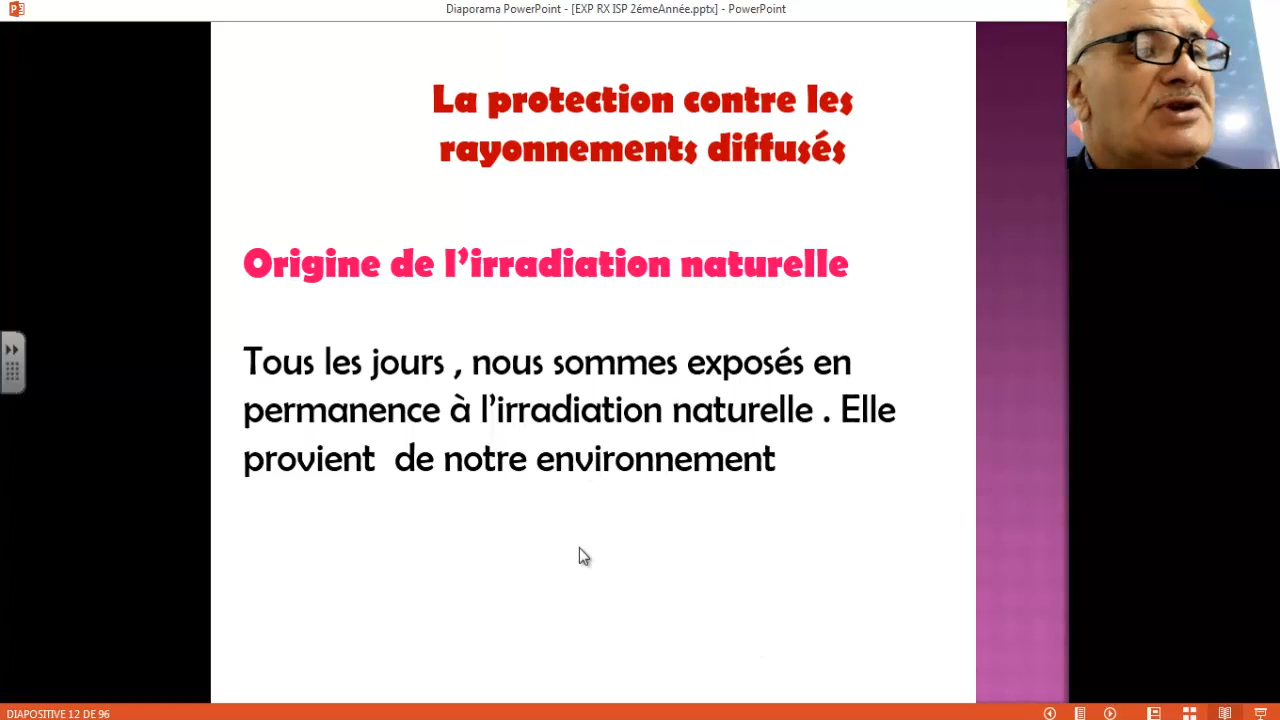 Diaporama PowerPoint - [EXP RX ISP 2émeAnnée.pptx] - PowerPoint
La protection contre les
rayonnements diffusés
Origine de l’irradiation naturelle
Tous les jours , nous sommes exposés en
permanence à l’irradiation naturelle . Elle
provient de notre environnement
DIAPOSITIVE 12 DE 96